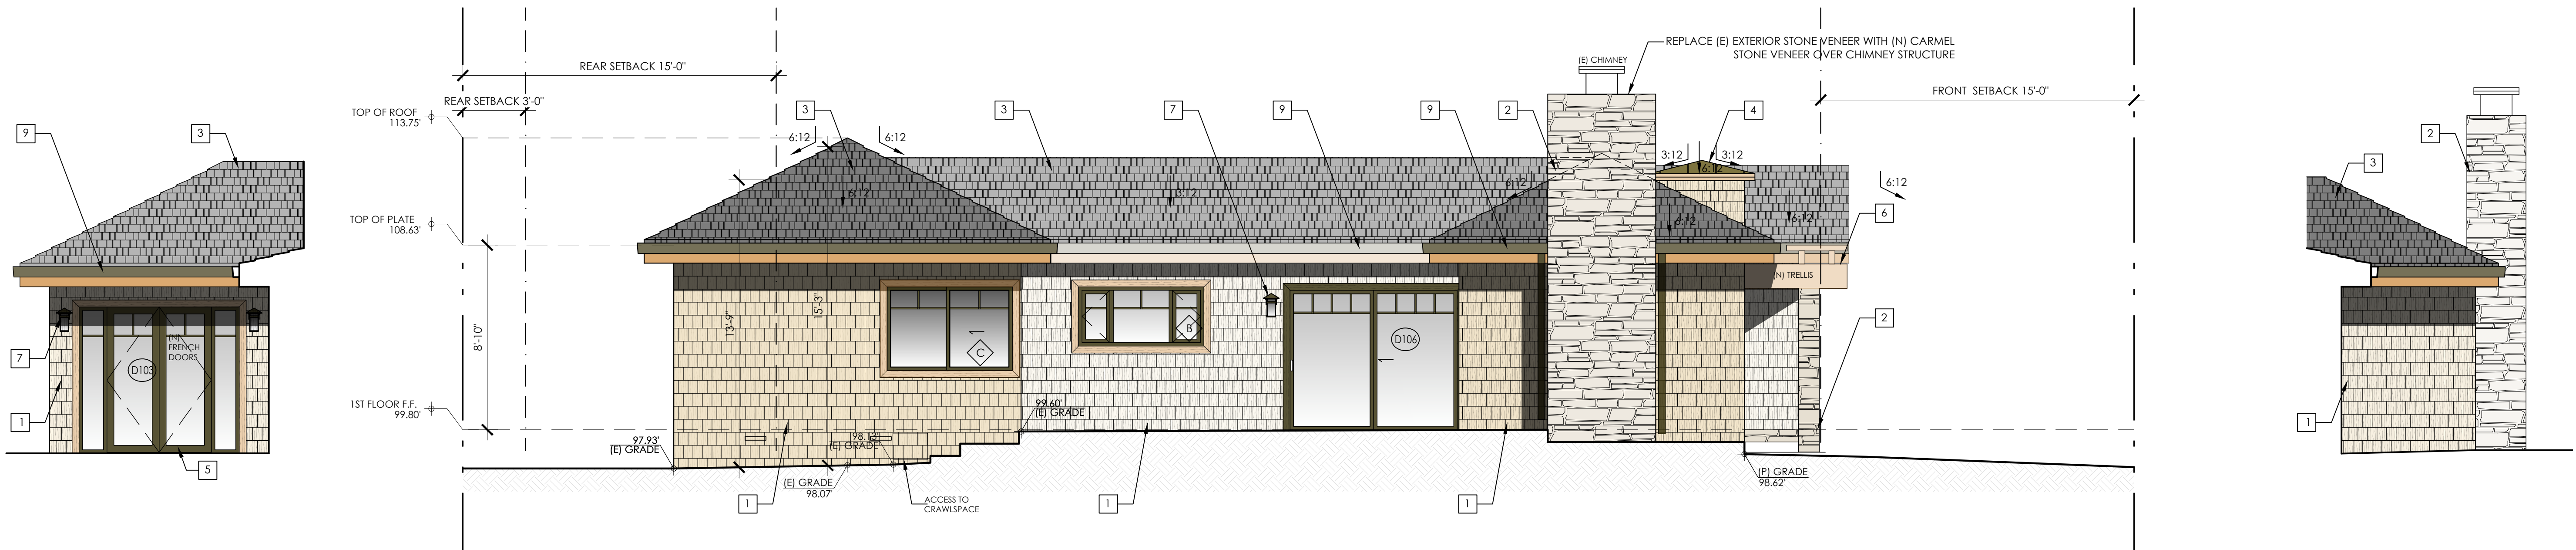 9
3
7
1
(N)
FRENCH
DOORS
D103
5
REAR SETBACK 15'-0"
REAR SETBACK 3'-0"
TOP OF ROOF
113.75'
TOP OF PLATE
108.63'
8'-10"
1ST FLOOR F.F.
99.80'
3
3
7
9
9
2
(E) CHIMNEY
REPLACE (E) EXTERIOR STONE VENEER WITH (N) CARMEL
STONE VENEER OVER CHIMNEY STRUCTURE
4
FRONT SETBACK 15'-0"
6:12
6:12
6:12
3:12
6:12
3:12
3:12
6:12
6:12
6:12
6:12
6
(N) TRELLIS
13'-9"
15'-3"
1
C
B
D106
1
2
97.93'
(E) GRADE
98.13'
(E) GRADE
99.60'
(E) GRADE
(E) GRADE
98.07'
ACCESS TO
CRAWLSPACE
(P) GRADE
98.62'
1
1
1
2
3
1